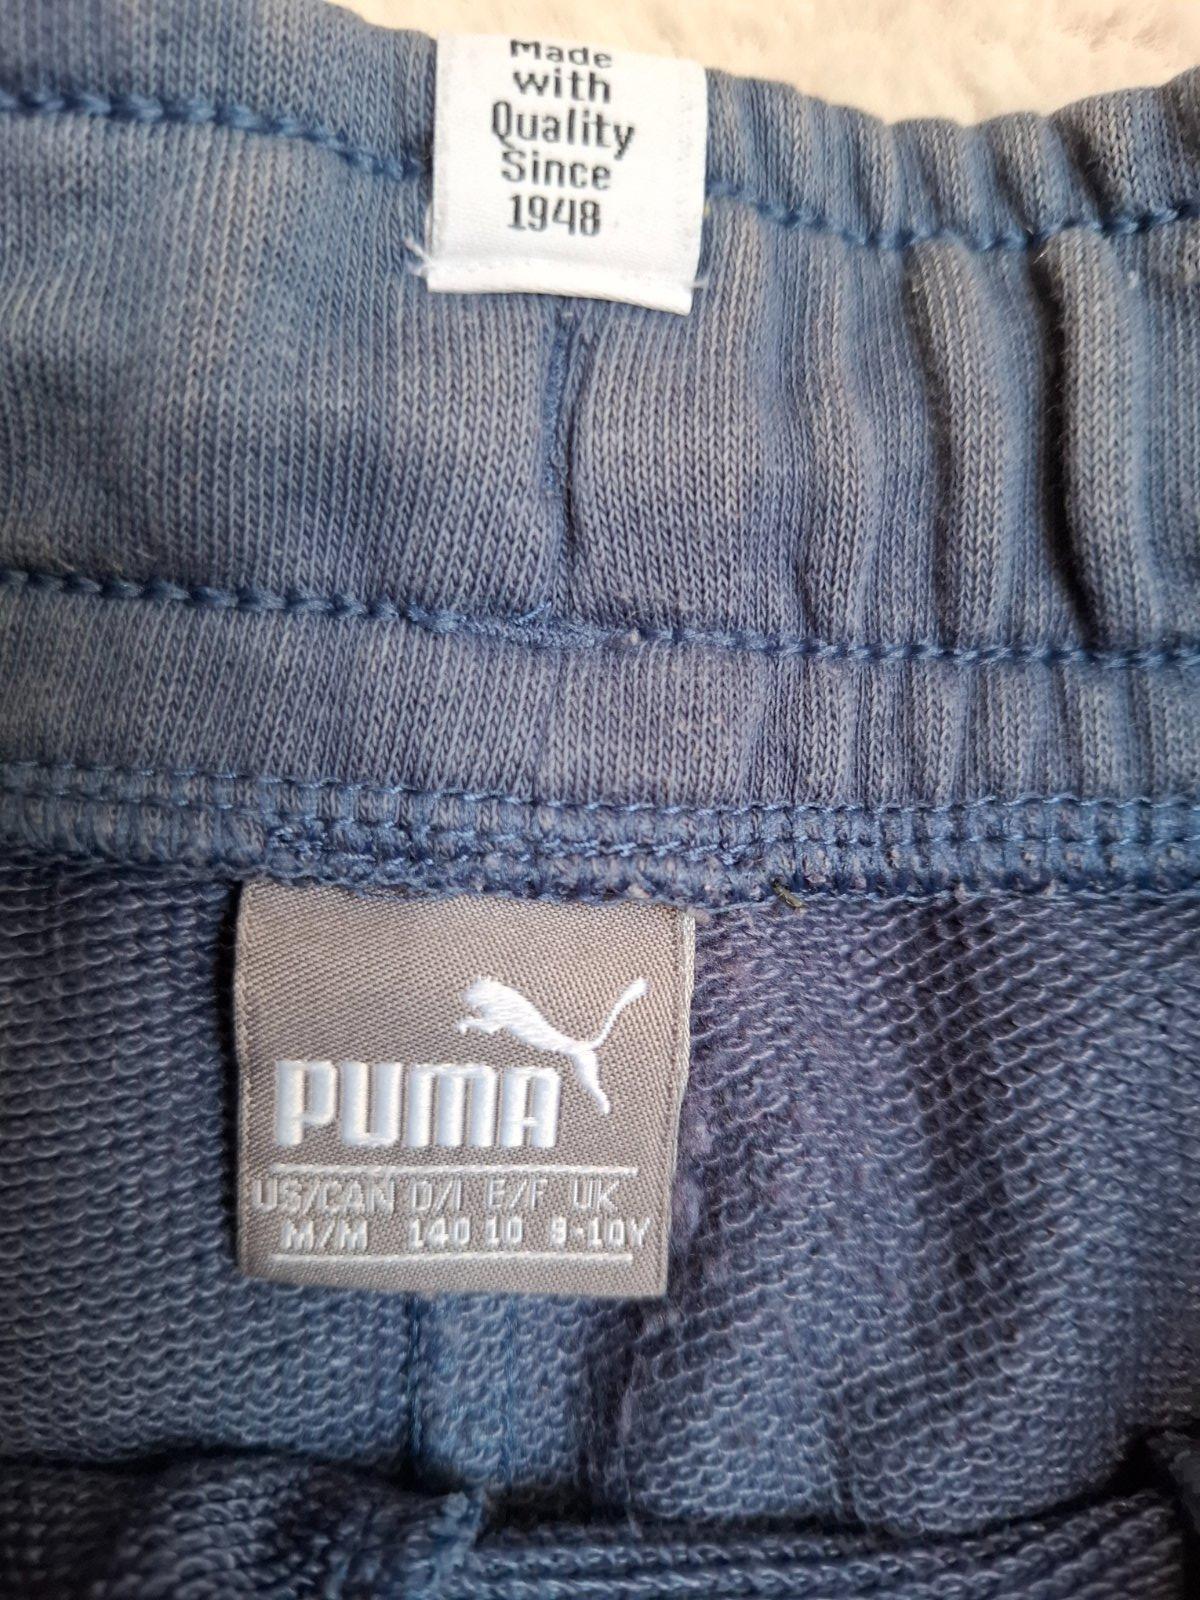 Made
with
Quality
Since
1948
PUMA
US/CAN D/I E/F UK
M/M 140 10 9-10Y